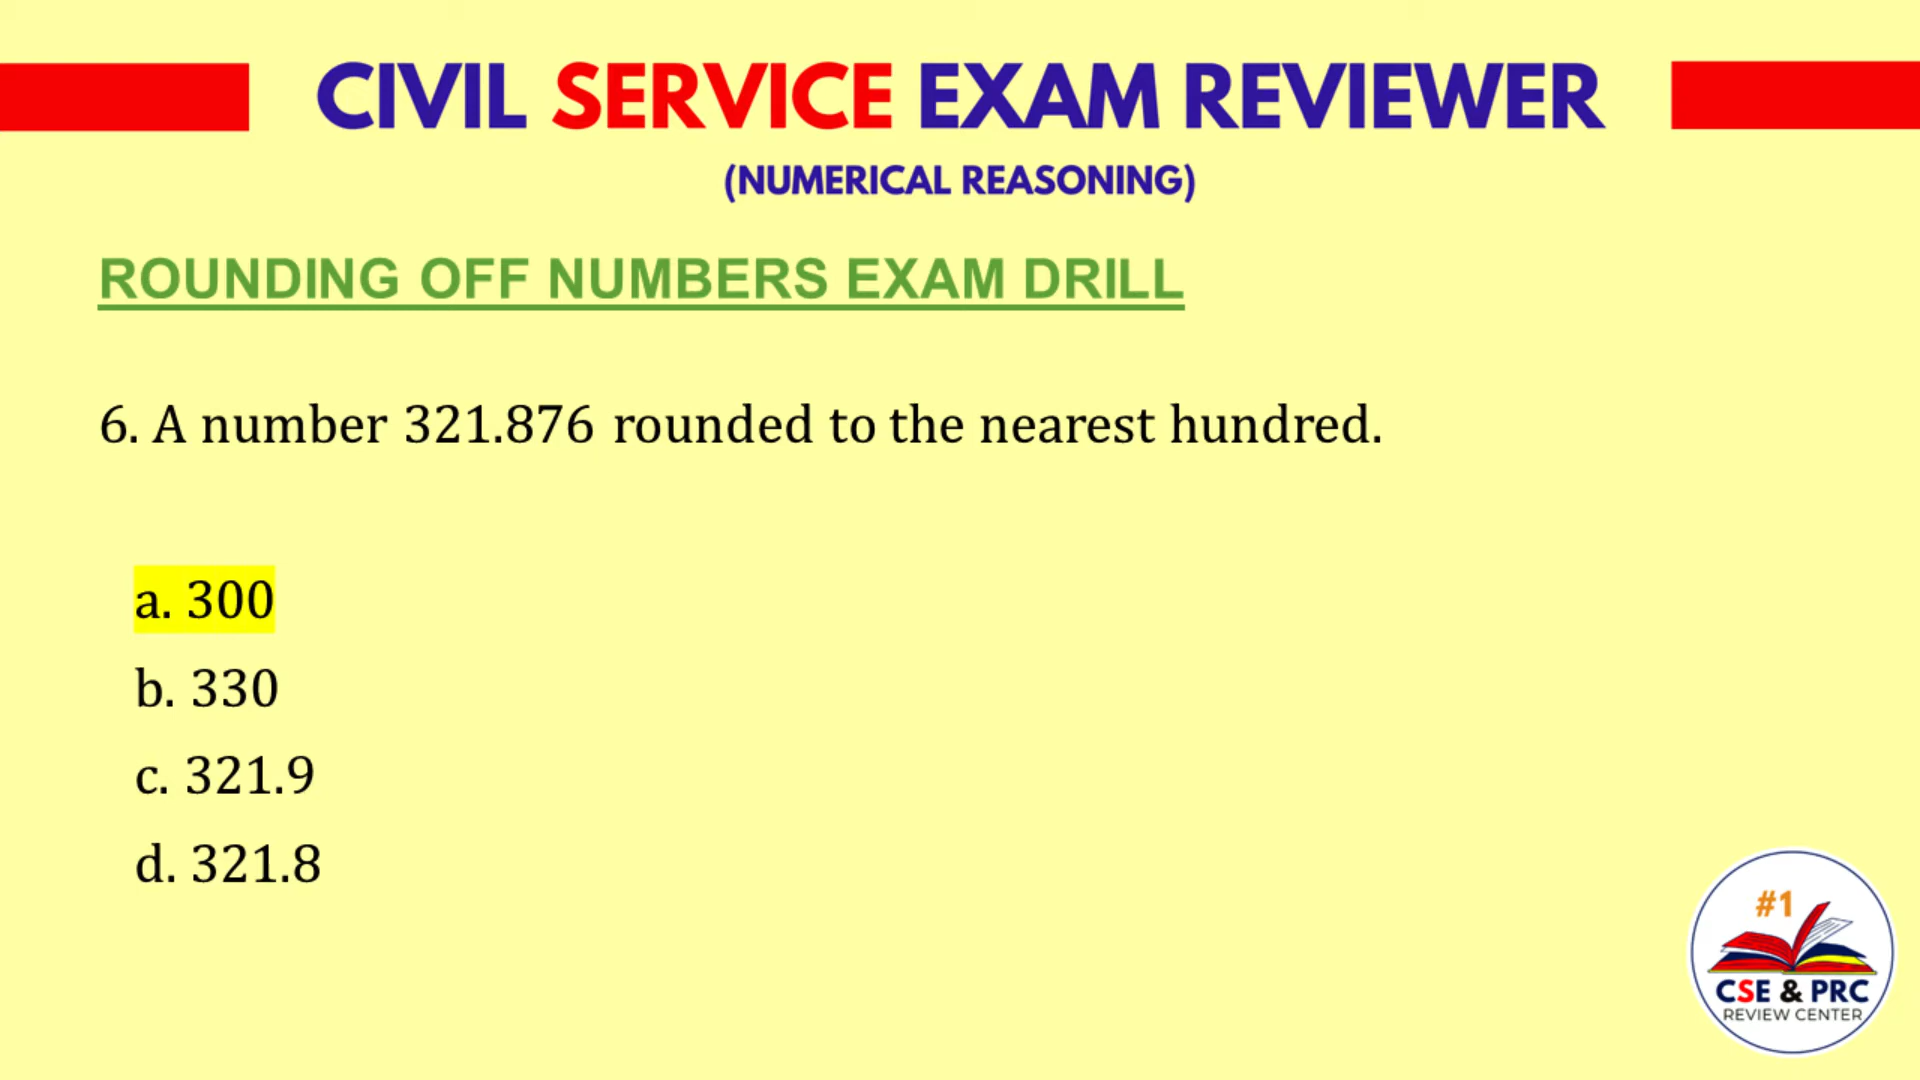 CIVIL SERVICE EXAM REVIEWER
(NUMERICAL REASONING)
ROUNDING OFF NUMBERS EXAM DRILL
6. A number 321.876 rounded to the nearest hundred.
a. 300
b. 330
c. 321.9
d. 321.8
#1
CSE & PRC
REVIEW CENTER